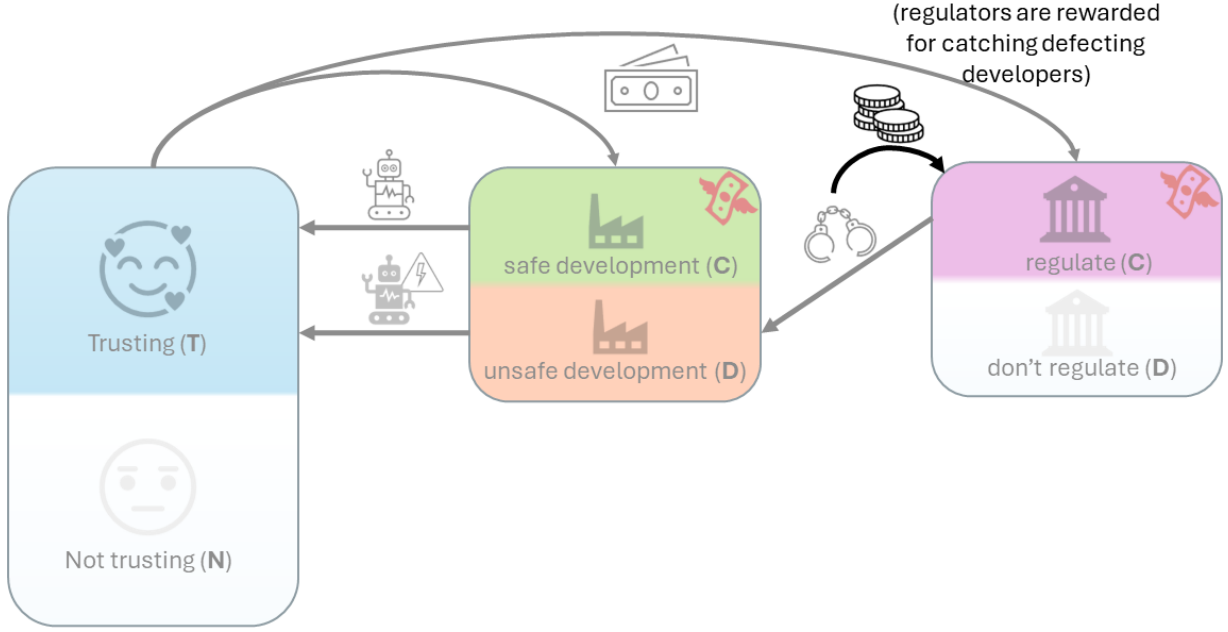 (regulators are rewarded
for catching defecting
developers)
safe development (C)
regulate (C)
Trusting (T)
unsafe development (D)
don't regulate (D)
Not trusting (N)